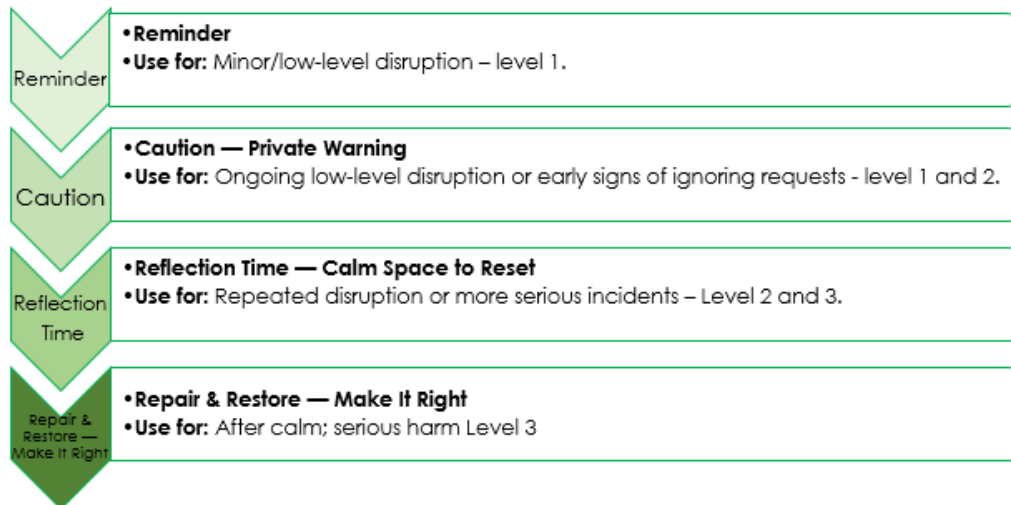 Reminder
•Reminder
•Use for: Minor/low-level disruption – level 1.
Caution
•Caution — Private Warning
•Use for: Ongoing low-level disruption or early signs of ignoring requests - level 1 and 2.
Reflection
Time
•Reflection Time — Calm Space to Reset
•Use for: Repeated disruption or more serious incidents – Level 2 and 3.
Repair &
Restore —
Make It Right
•Repair & Restore — Make It Right
•Use for: After calm; serious harm Level 3